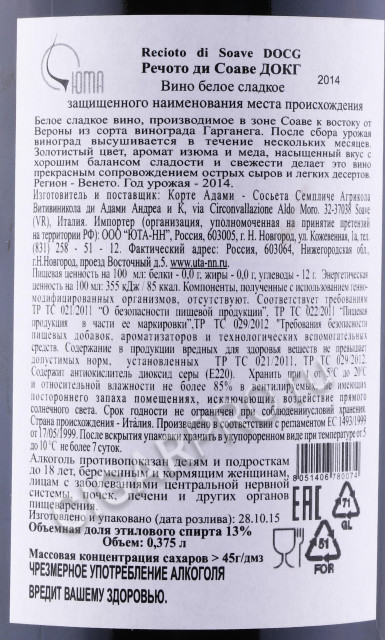 ЮТА
Recioto di Soave DOCG
Речото ди Соаве ДОКГ
2014
Вино белое сладкое
защищенного наименования места происхождения
Белое сладкое вино, производимое в зоне Соаве к востоку от
Вероны из сорта винограда Гарганега. После сбора урожая
виноград высушивается в течение нескольких месяцев.
Золотистый цвет, аромат изюма и меда, насыщенный вкус с
хорошим балансом сладости и свежести делает это вино
прекрасным сопровождением острых сыров и легких десертов.
Регион - Венето. Год урожая - 2014.
Изготовитель и поставщик: Корте Адами - Сосьета Семпличе Агрикола
Витивиникола ди Адами Андреа и К, via Circonvallazione Aldo Moro. 32-37038 Soave
(VR), Италия. Импортер (организация, уполномоченная на принятие претензий
на территории РФ): ООО "ЮТА-НН", Россия, 603005, г. Н. Новгород, ул. Кожевенная, 1а, тел.
(831) 258 - 51 - 12. Фактический адрес: Россия, 603064, Нижегородская обл.,
г.Н.Новгород, проезд Восточный д.5. www.uta-nn.ru.
Пищевая ценность на 100 мл: белки - 0,0 г, жиры - 0,0 г, углеводы - 12 г. Энергетическая
ценность на 100 мл: 355 кДж / 85 ккал. Компоненты, полученные с использованием генно-
модифицированных организмов, отсутствуют. Соответствует требованиям
ТР ТС 021/2011 "О безопасности пищевой продукции", ТР ТС 022/2011 "Пищевая
продукция в части ее маркировки",ТР ТС 029/2012 "Требования безопасности
пищевых добавок, ароматизаторов и технологических вспомогательных
средств. Содержание в продукции вредных для здоровья веществ не превышает
допустимых норм, установленных ТР ТС 021/2011, ТР ТС 029/2012.
Содержит антиокислитель диоксид серы (Е220). Хранить при t 5°С до 20°С
и относительной влажности не более 85% в вентилируемых, не имеющих
постороннего запаха помещениях, исключающих воздействие прямого
солнечного света. Срок годности не ограничен при соблюдении условий хранения.
Страна происхождения - Италия. Произведено в соответствии с регламентом ЕС 1493/1999
от 17/05/1999. После вскрытия упаковки хранить в укупоренном виде при температуре от 5
до 10 °С не более 7 суток.
Алкоголь противопоказан детям и подросткам
до 18 лет, беременным и кормящим женщинам,
лицам с заболеваниями центральной нервной
системы, почек, печени и других органов
пищеварения.
Изготовлено и упаковано (дата розлива): 28.10.15
Объемная доля этилового спирта 13%
Объем: 0,375 л
Массовая концентрация сахаров > 45г/дмз
ЧРЕЗМЕРНОЕ УПОТРЕБЛЕНИЕ АЛКОГОЛЯ
ВРЕДИТ ВАШЕМУ ЗДОРОВЬЮ.
8051406780074
EAC
71
GL
51
FOR